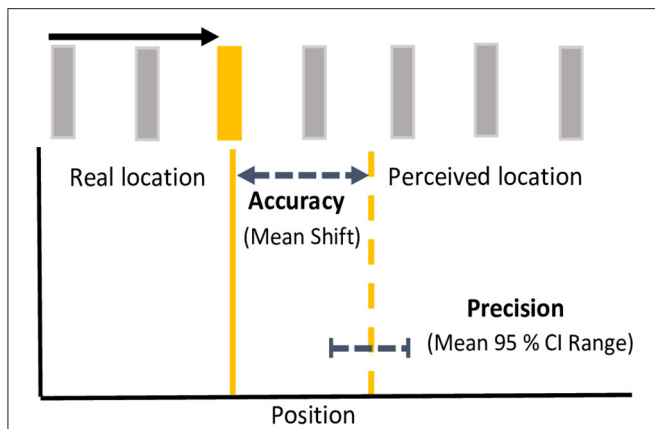 Real location
Perceived location
Accuracy
(Mean Shift)
Precision
(Mean 95 % CI Range)
Position